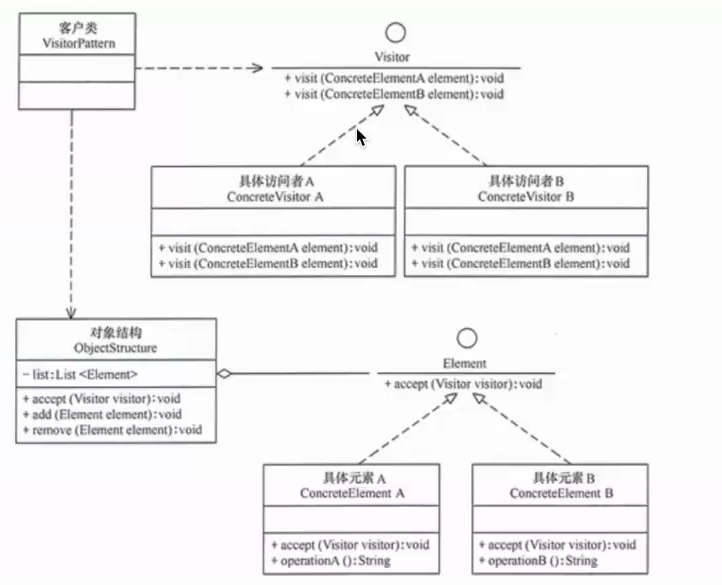 客户类
VisitorPattern
Visitor
+ visit (ConcreteElementA element):void
+ visit (ConcreteElementB element):void
具体访问者A
ConcreteVisitor A
+ visit (ConcreteElementA element):void
+ visit (ConcreteElementB element):void
具体访问者B
ConcreteVisitor B
+ visit (ConcreteElementA element):void
+ visit (ConcreteElementB element):void
对象结构
ObjectStructure
- list:List <Element>
+ accept (Visitor visitor):void
+ add (Element element):void
+ remove (Element element):void
Element
+ accept (Visitor visitor):void
具体元素A
ConcreteElement A
+ accept (Visitor visitor):void
+ operationA ():String
具体元素B
ConcreteElement B
+ accept (Visitor visitor):void
+ operationB ():String